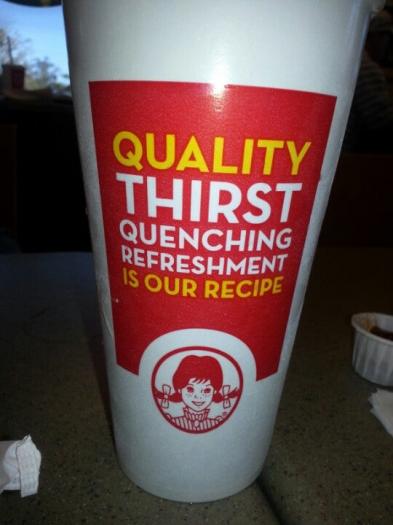 QUALITY
THIRST
QUENCHING
REFRESHMENT
IS OUR RECIPE